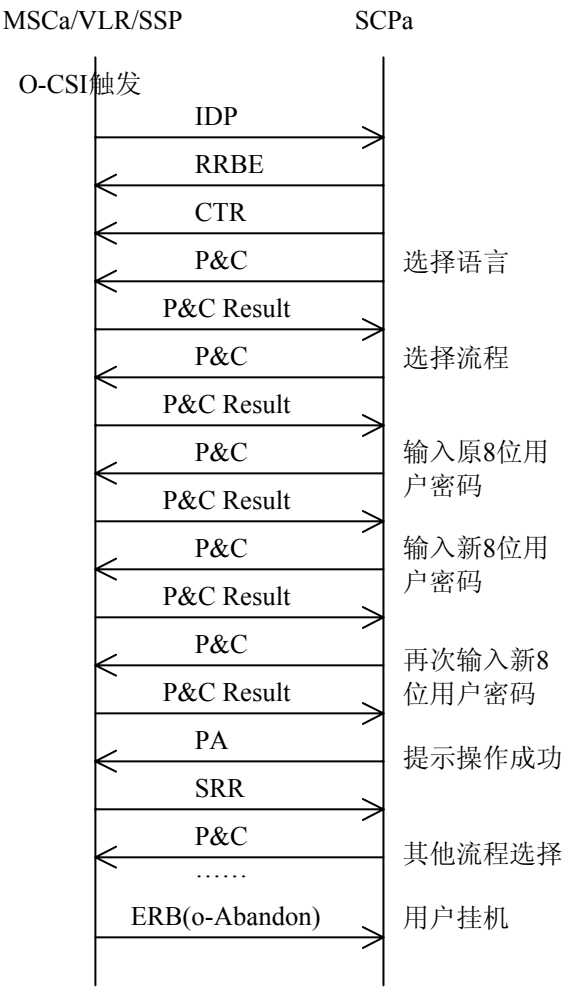 MSCa/VLR/SSP SCPa
O-CSI触发
IDP
RRBE
CTR
P&C 选择语言
P&C Result
P&C 选择流程
P&C Result
P&C 输入原8位用
户密码
P&C Result
P&C 输入新8位用
户密码
P&C Result
P&C 再次输入新8
位用户密码
P&C Result
PA 提示操作成功
SRR
P&C 其他流程选择
……
ERB(o-Abandon) 用户挂机